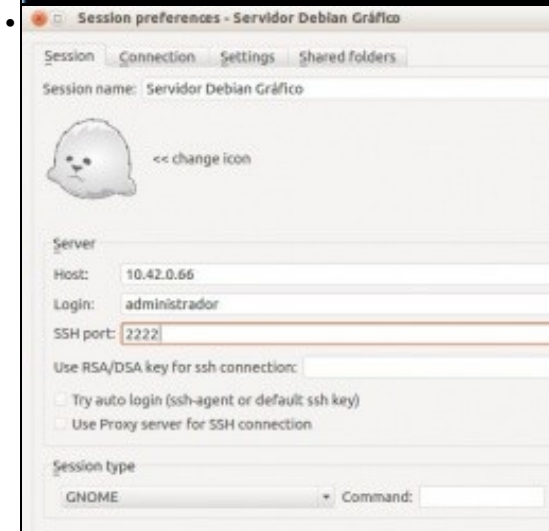 Session preferences - Servidor Debian Gráfico
Session Connection Settings Shared folders
Session name: Servidor Debian Gráfico
<< change icon
Server
Host: 10.42.0.66
Login: administrador
SSH port: 2222
Use RSA/DSA key for ssh connection:
Try auto login (ssh-agent or default ssh key)
Use Proxy server for SSH connection
Session type
GNOME Command: